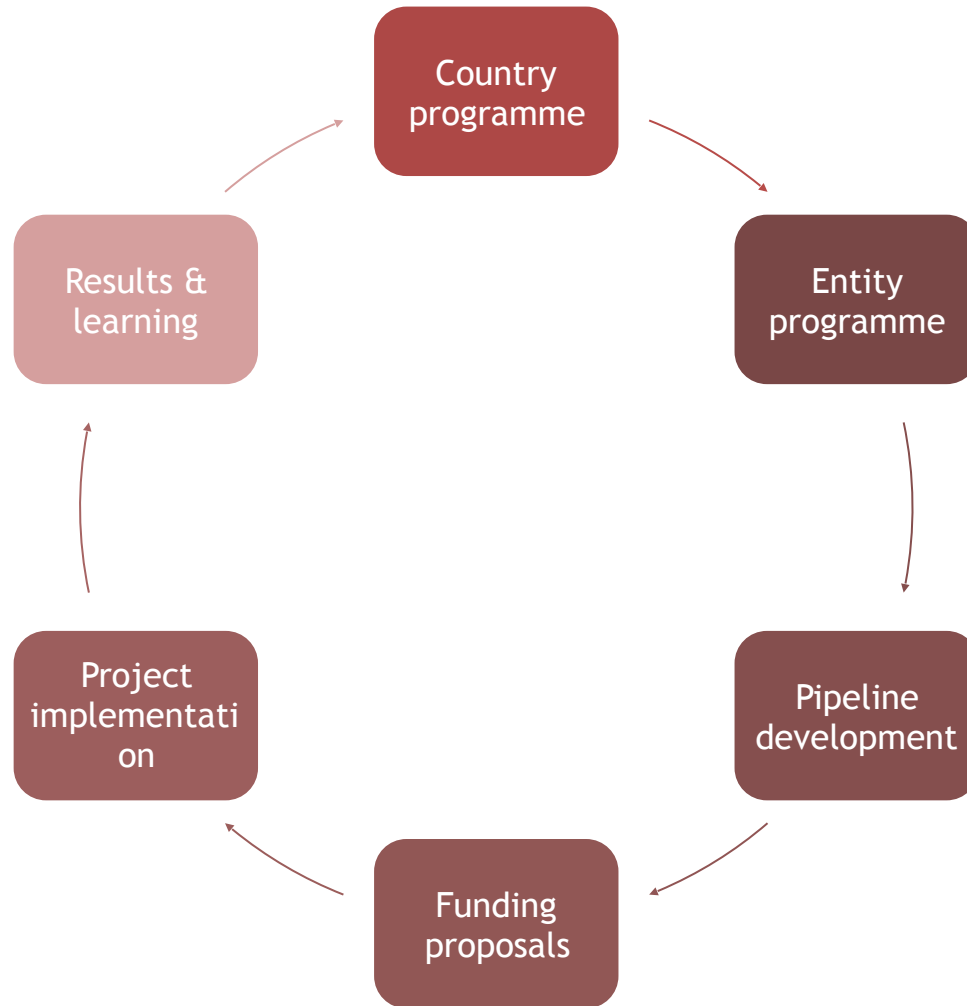 Country
programme
Entity
programme
Pipeline
development
Funding
proposals
Project
implementati
on
Results &
learning